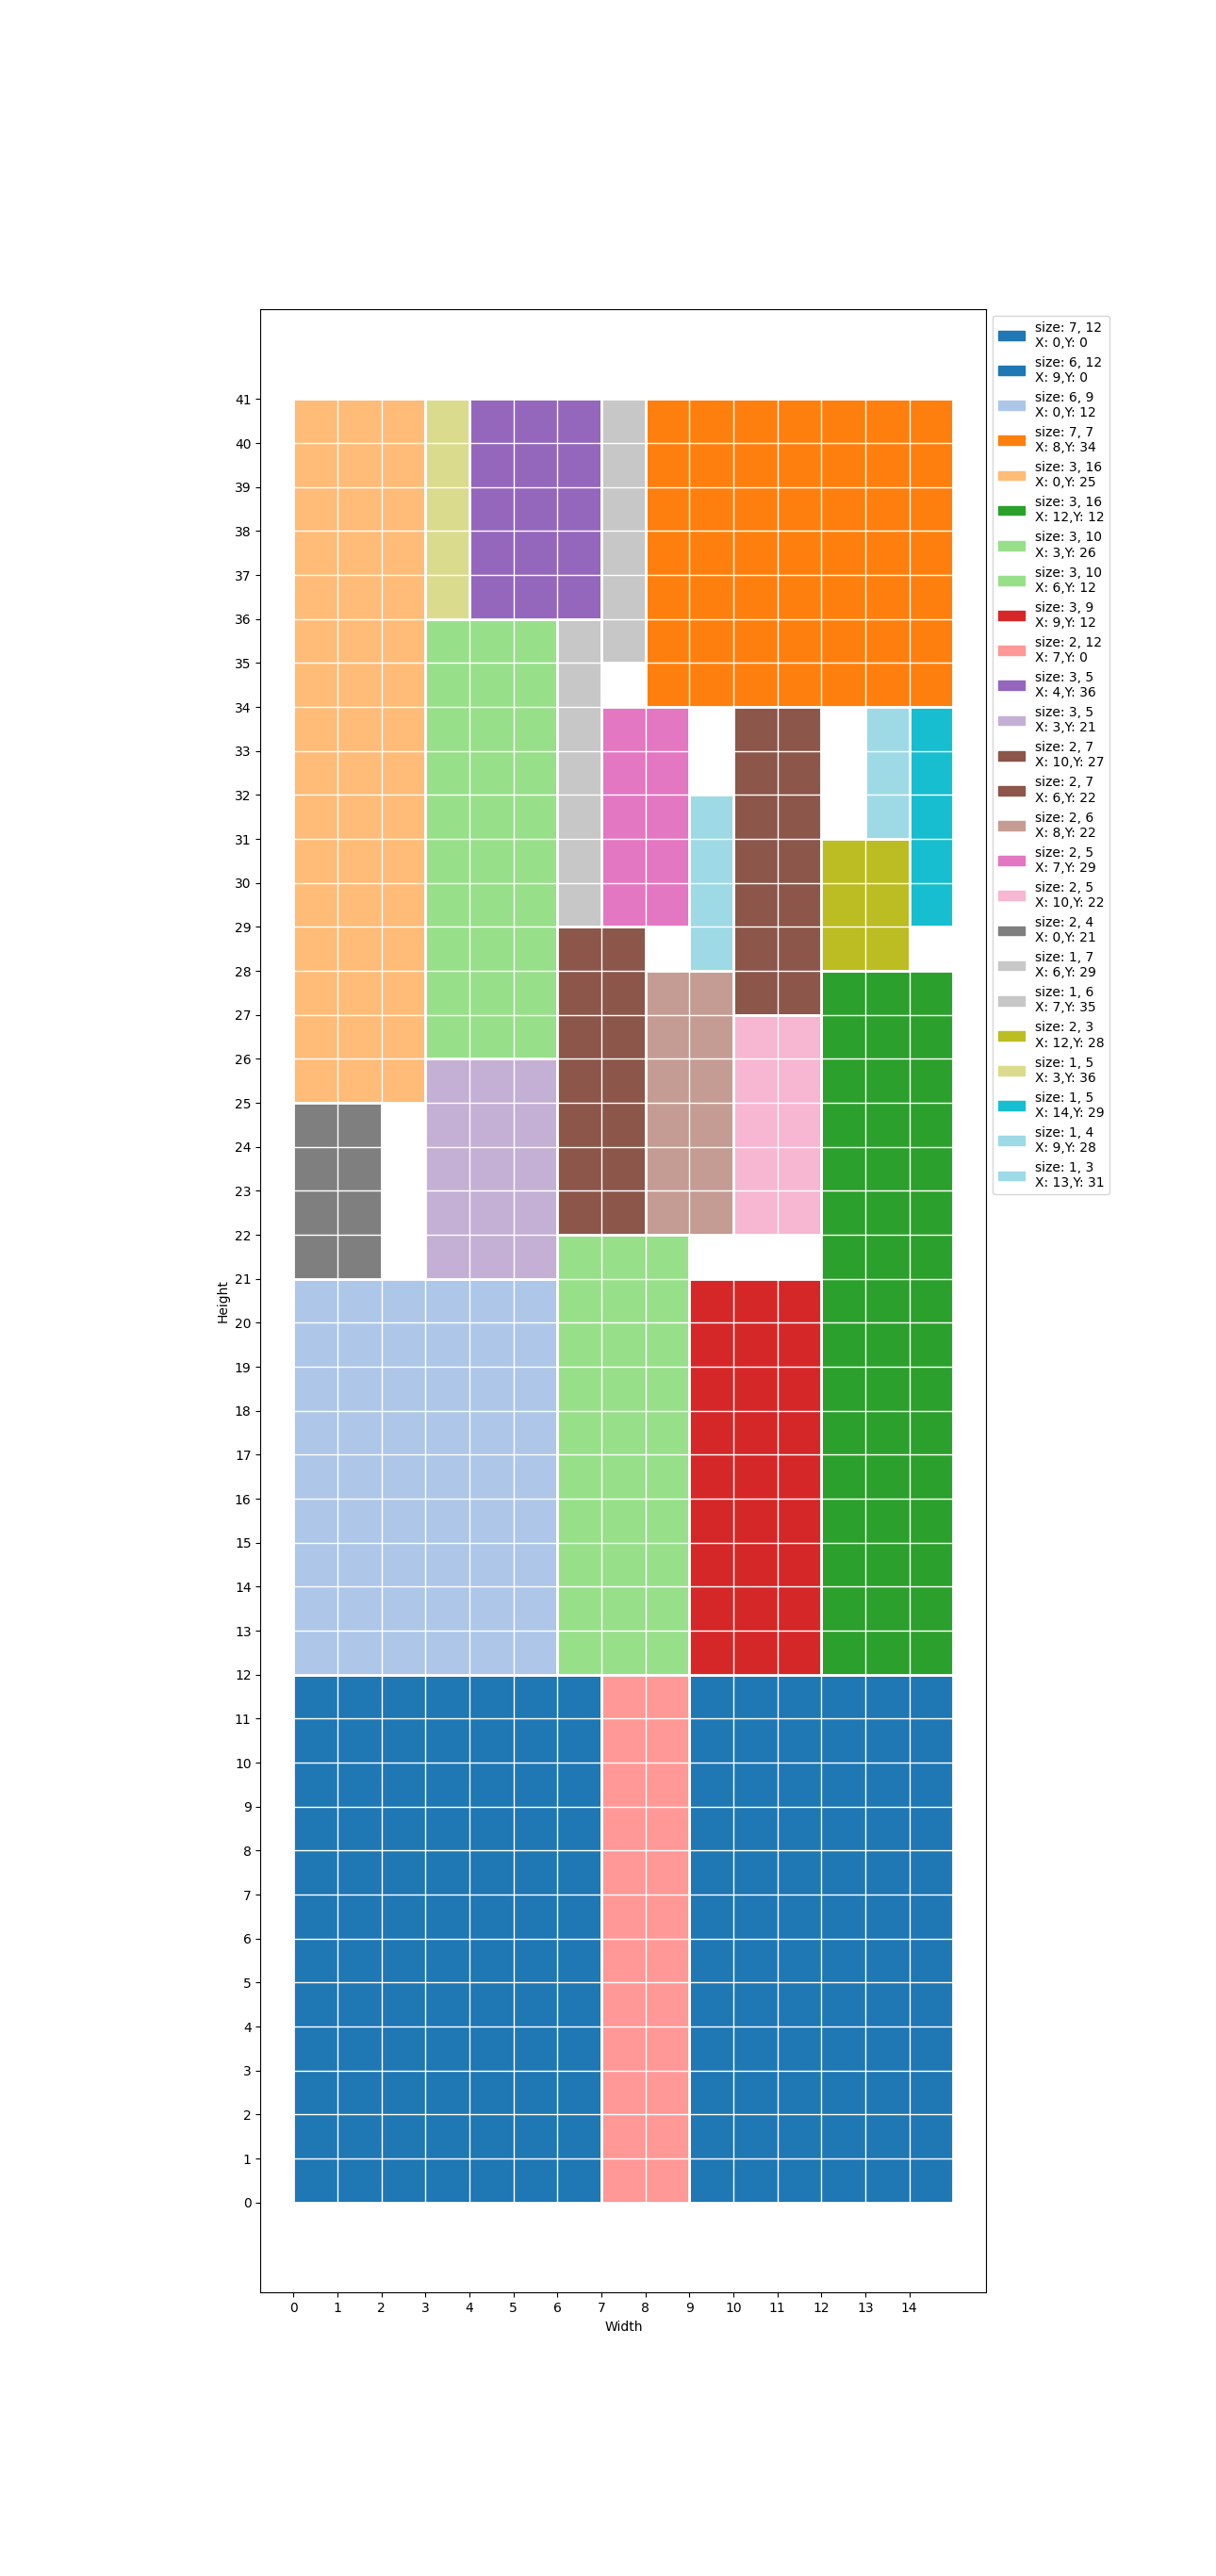 41
40
39
38
37
36
35
34
33
32
31
30
29
28
27
26
25
24
23
22
21
20
19
18
17
16
15
14
13
12
11
10
9
8
7
6
5
4
3
2
1
0
Height
0 1 2 3 4 5 6 7 8 9 10 11 12 13 14
Width
size: 7, 12
X: 0,Y: 0
size: 6, 12
X: 9,Y: 0
size: 6, 9
X: 0,Y: 12
size: 7, 7
X: 8,Y: 34
size: 3, 16
X: 0,Y: 25
size: 3, 16
X: 12,Y: 12
size: 3, 10
X: 3,Y: 26
size: 3, 10
X: 6,Y: 12
size: 3, 9
X: 9,Y: 12
size: 2, 12
X: 7,Y: 0
size: 3, 5
X: 4,Y: 36
size: 3, 5
X: 3,Y: 21
size: 2, 7
X: 10,Y: 27
size: 2, 7
X: 6,Y: 22
size: 2, 6
X: 8,Y: 22
size: 2, 5
X: 7,Y: 29
size: 2, 5
X: 10,Y: 22
size: 2, 4
X: 0,Y: 21
size: 1, 7
X: 6,Y: 29
size: 1, 6
X: 7,Y: 35
size: 2, 3
X: 12,Y: 28
size: 1, 5
X: 3,Y: 36
size: 1, 5
X: 14,Y: 29
size: 1, 4
X: 9,Y: 28
size: 1, 3
X: 13,Y: 31